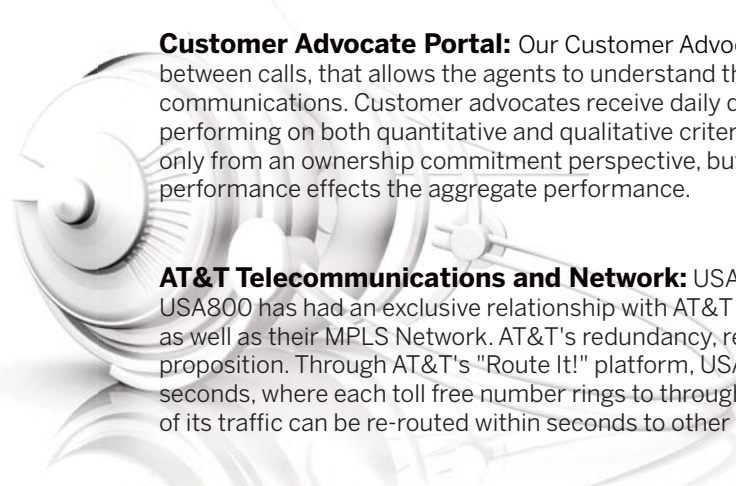 Customer Advocate Portal: Our Customer Advoc
between calls, that allows the agents to understand th
communications. Customer advocates receive daily
performing on both quantitative and qualitative criter
only from an ownership commitment perspective, bu
performance effects the aggregate performance.
AT&T Telecommunications and Network: USA
USA800 has had an exclusive relationship with AT&T
as well as their MPLS Network. AT&T's redundancy, re
proposition. Through AT&T's "Route It!" platform, USA
seconds, where each toll free number rings to through
of its traffic can be re-routed within seconds to other